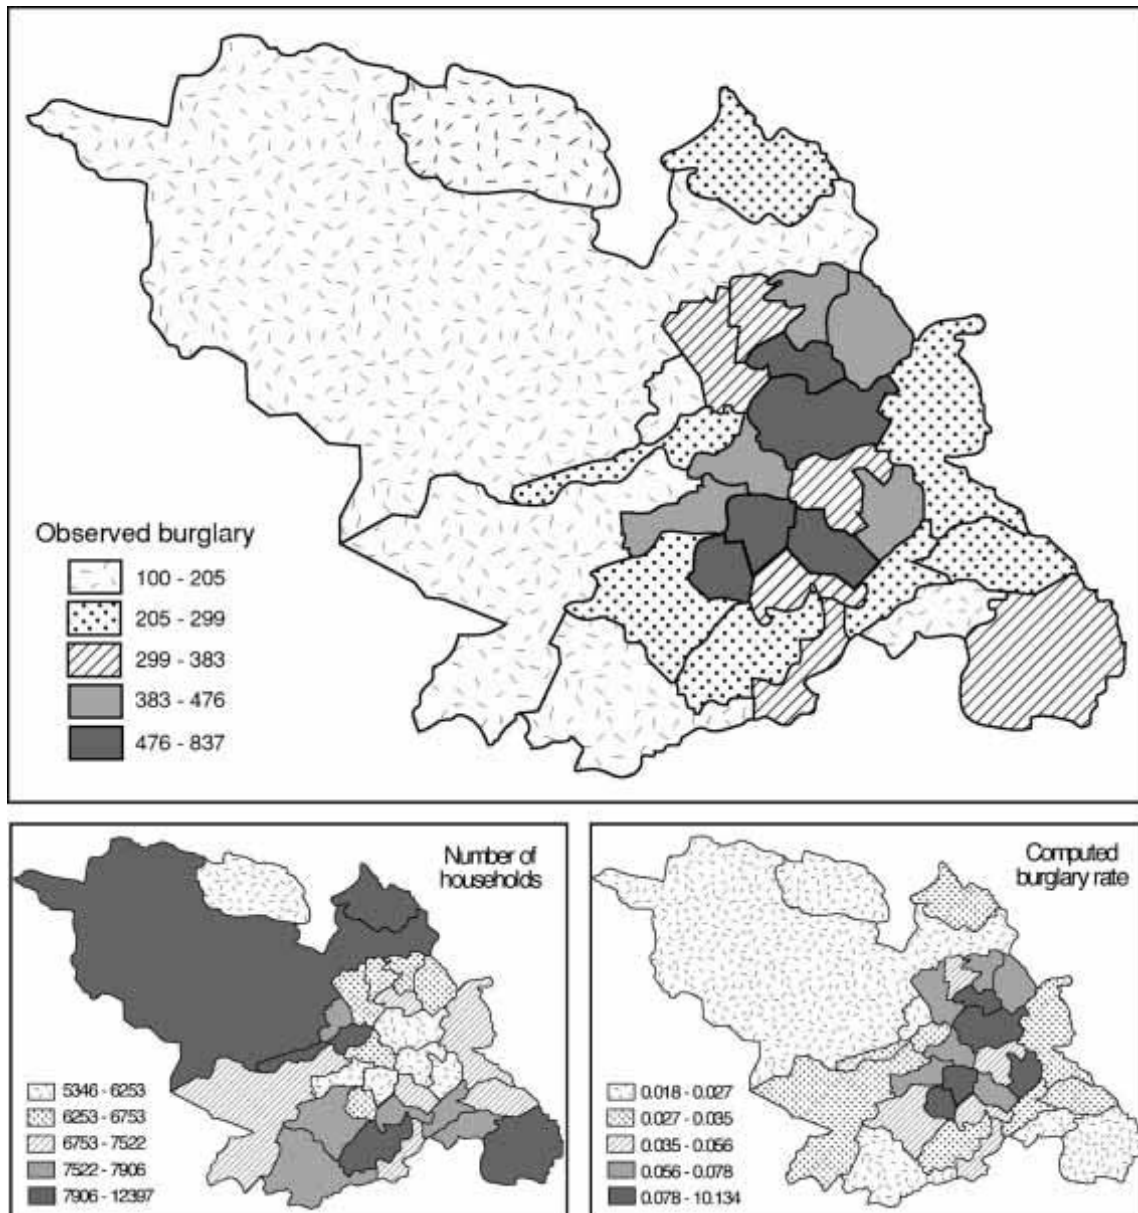 Observed burglary
100 - 205
205 - 299
299 - 383
383 - 476
476 - 837
Number of
households
5346 - 6253
6253 - 6753
6753 - 7522
7522 - 7906
7906 - 12397
Computed
burglary rate
0.018 - 0.027
0.027 - 0.035
0.035 - 0.056
0.056 - 0.078
0.078 - 10.134